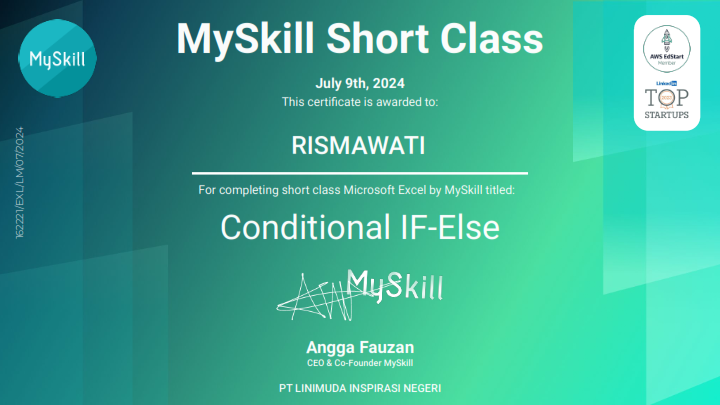 MySkill
MySkill Short Class
AWS EdStart
Member
LinkedIn
TOP
STARTUPS
July 9th, 2024
This certificate is awarded to:
RISMAWATI
162221/EXL/LM/07/2024
For completing short class Microsoft Excel by MySkill titled:
Conditional IF-Else
MySkill
Angga Fauzan
CEO & Co-Founder MySkill
PT LINIMUDA INSPIRASI NEGERI